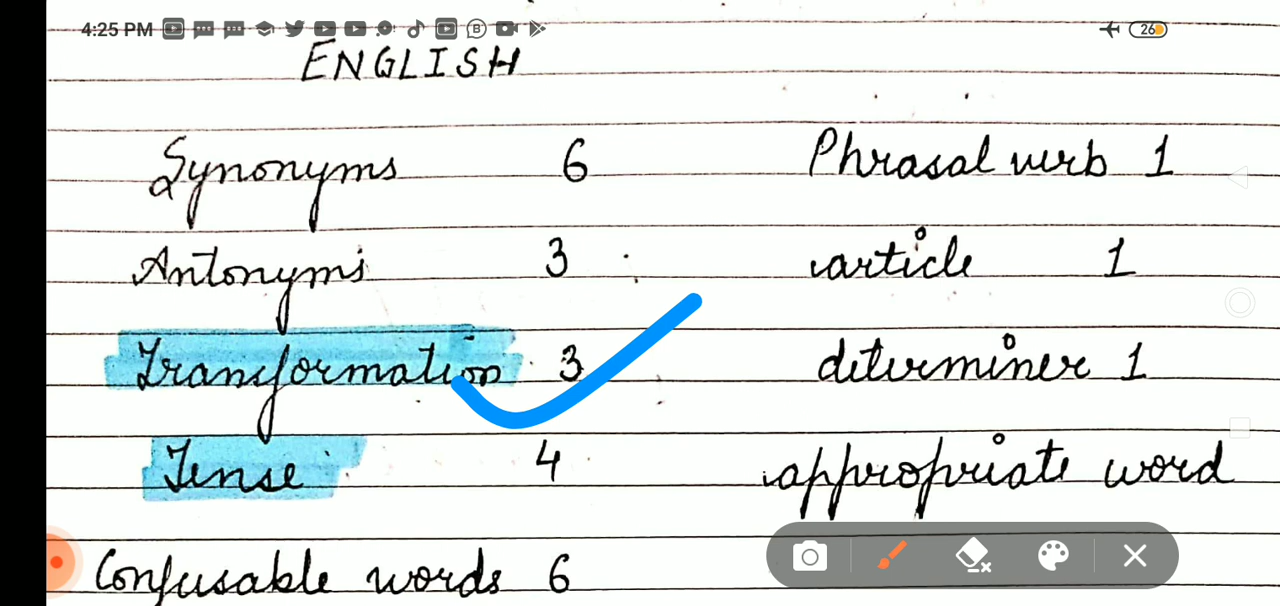 4:25 PM
26
ENGLISH
Synonyms 6
Phrasal verb 1
Antonyms 3
article 1
Transformation 3
determiner 1
Tense 4
appropriate word
Confusable words 6